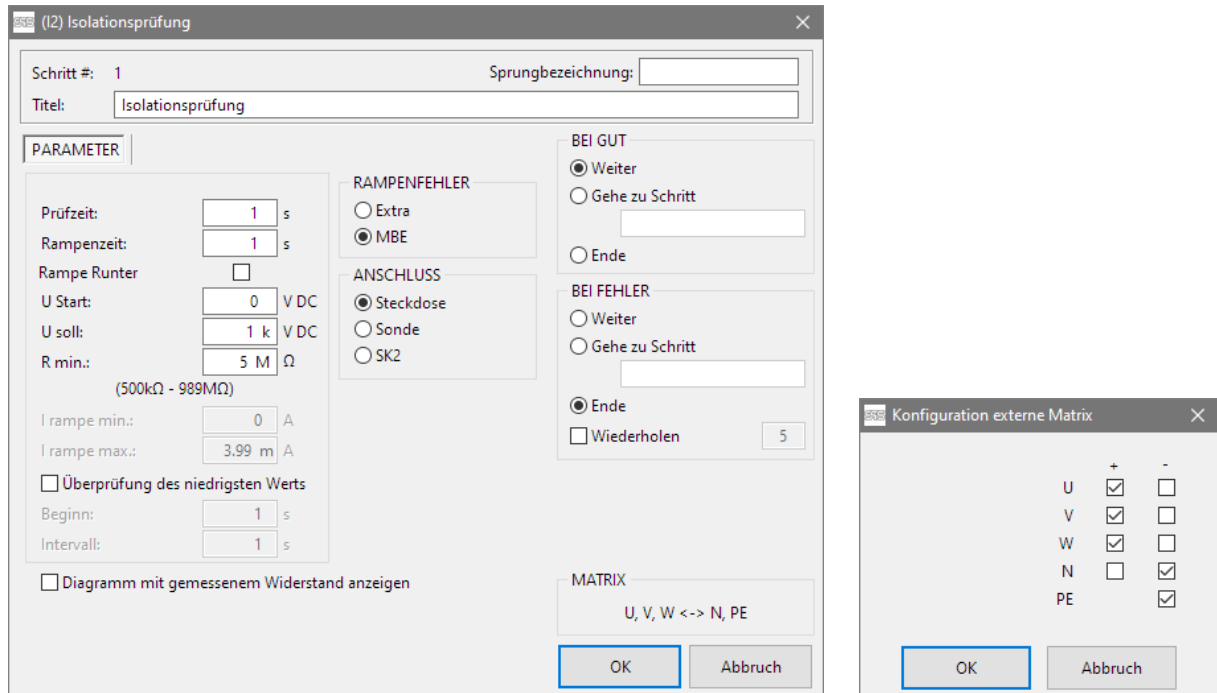 (I2) Isolationsprüfung
Schritt #: 1 Sprungbezeichnung:
Titel: Isolationsprüfung
PARAMETER
Prüfzeit: 1 s
Rampenzeit: 1 s
Rampe Runter
U Start: 0 V DC
U soll: 1 k V DC
R min.: 5 M Ω
(500kΩ - 989MΩ)
I rampe min.: 0 A
I rampe max.: 3.99 m A
Überprüfung des niedrigsten Werts
Beginn: 1 s
Intervall: 1 s
Diagramm mit gemessenem Widerstand anzeigen
RAMPENFEHLER
Extra
MBE
ANSCHLUSS
Steckdose
Sonde
SK2
BEI GUT
Weiter
Gehe zu Schritt
Ende
BEI FEHLER
Weiter
Gehe zu Schritt
Ende
Wiederholen 5
MATRIX
U, V, W <-> N, PE
OK Abbruch
Konfiguration externe Matrix
+ -
U
V
W
N
PE
OK Abbruch